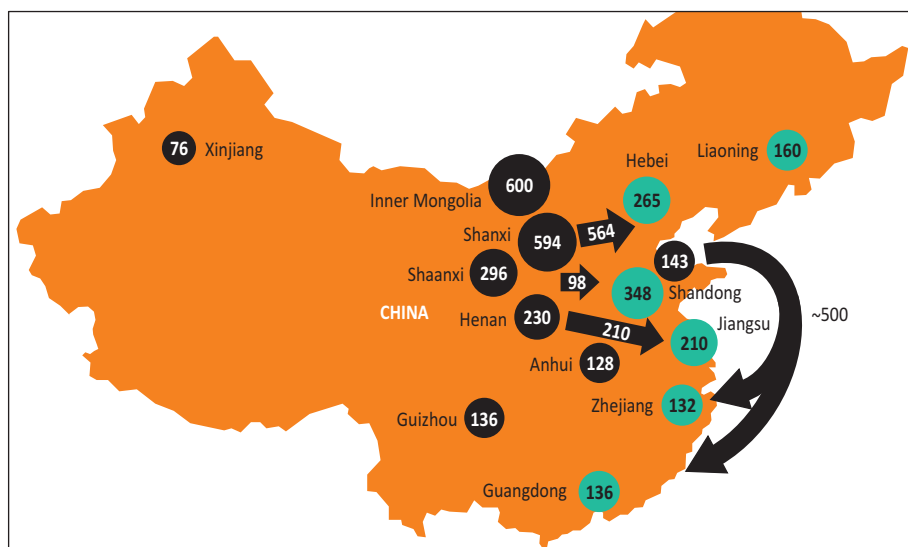 76 Xinjiang
Liaoning 160
Hebei
265
Inner Mongolia 600
Shanxi 594
564
Shaanxi 296
98
143
348
Shandong
CHINA
Henan 230
210
Jiangsu
210
~500
Anhui 128
Zhejiang 132
Guizhou 136
Guangdong 136